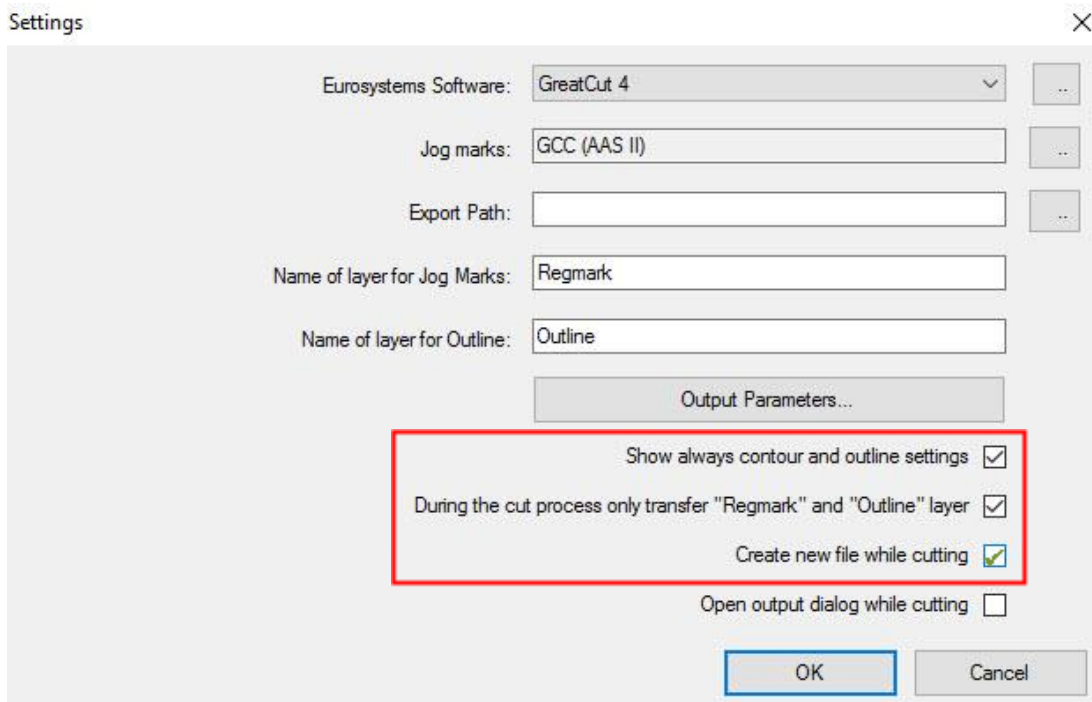 Settings
Eurosystems Software: GreatCut 4 ..
Jog marks: GCC (AAS II) ..
Export Path: ..
Name of layer for Jog Marks: Regmark
Name of layer for Outline: Outline
Output Parameters...
Show always contour and outline settings
During the cut process only transfer "Regmark" and "Outline" layer
Create new file while cutting
Open output dialog while cutting
OK Cancel